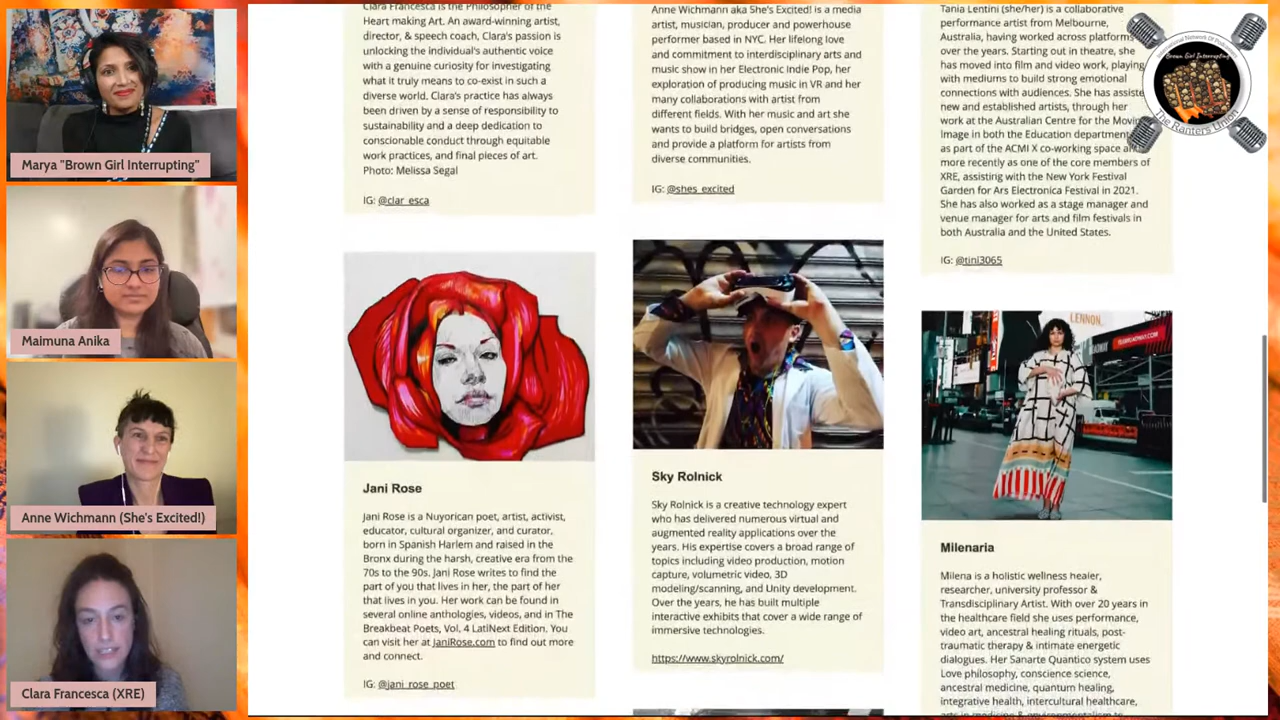 Marya "Brown Girl Interrupting"
Maimuna Anika
Anne Wichmann (She's Excited!)
Clara Francesca (XRE)
Clara Francesca is the Philosopher of the
Heart making Art. An award-winning artist,
director, & speech coach, Clara's passion is
unlocking the individual's authentic voice
with a genuine curiosity for investigating
what it truly means to co-exist in such a
diverse world. Clara's practice has always
been driven by a sense of responsibility to
sustainability and a deep dedication to
conscionable conduct through equitable
work practices, and final pieces of art.
Photo: Melissa Segal
IG: @clar_esca
Anne Wichmann aka She's Excited! is a media
artist, musician, producer and powerhouse
performer based in NYC. Her lifelong love
and commitment to interdisciplinary arts and
music show in her Electronic Indie Pop, her
exploration of producing music in VR and her
many collaborations with artist from
different fields. With her music and art she
wants to build bridges, open conversations
and provide a platform for artists from
diverse communities.
IG: @shes_excited
Tania Lentini (she/her) is a collaborative
performance artist from Melbourne,
Australia, having worked across platforms
over the years. Starting out in theatre, she
has moved into film and video work, playing
with mediums to build strong emotional
connections with audiences. She has assiste
new and established artists, through her
work at the Australian Centre for the Moving
Image in both the Education department
as part of the ACMI X co-working space and
more recently as one of the core members of
XRE, assisting with the New York Festival
Garden for Ars Electronica Festival in 2021.
She has also worked as a stage manager and
venue manager for arts and film festivals in
both Australia and the United States.
IG: @tini3065
Brown Girl Interrupting
The Ranters Union
Jani Rose
Jani Rose is a Nuyorican poet, artist, activist,
educator, cultural organizer, and curator,
born in Spanish Harlem and raised in the
Bronx during the harsh, creative era from the
70s to the 90s. Jani Rose writes to find the
part of you that lives in her, the part of her
that lives in you. Her work can be found in
several online anthologies, videos, and in The
Breakbeat Poets, Vol. 4 LatiNext Edition. You
can visit her at JaniRose.com to find out more
and connect.
IG: @jani_rose_poet
Sky Rolnick
Sky Rolnick is a creative technology expert
who has delivered numerous virtual and
augmented reality applications over the
years. His expertise covers a broad range of
topics including video production, motion
capture, volumetric video, 3D
modeling/scanning, and Unity development.
Over the years, he has built multiple
interactive exhibits that cover a wide range of
immersive technologies.
https://www.skyrolnick.com/
LENNON.
Milenaria
Milena is a holistic wellness healer,
researcher, university professor &
Transdisciplinary Artist. With over 20 years in
the healthcare field she uses performance,
video art, ancestral healing rituals, post-
traumatic therapy & intimate energetic
dialogues. Her Sanarte Quantico system uses
Love philosophy, conscience science,
ancestral medicine, quantum healing,
integrative health, intercultural healthcare,
arts in medicine & environmentalism to